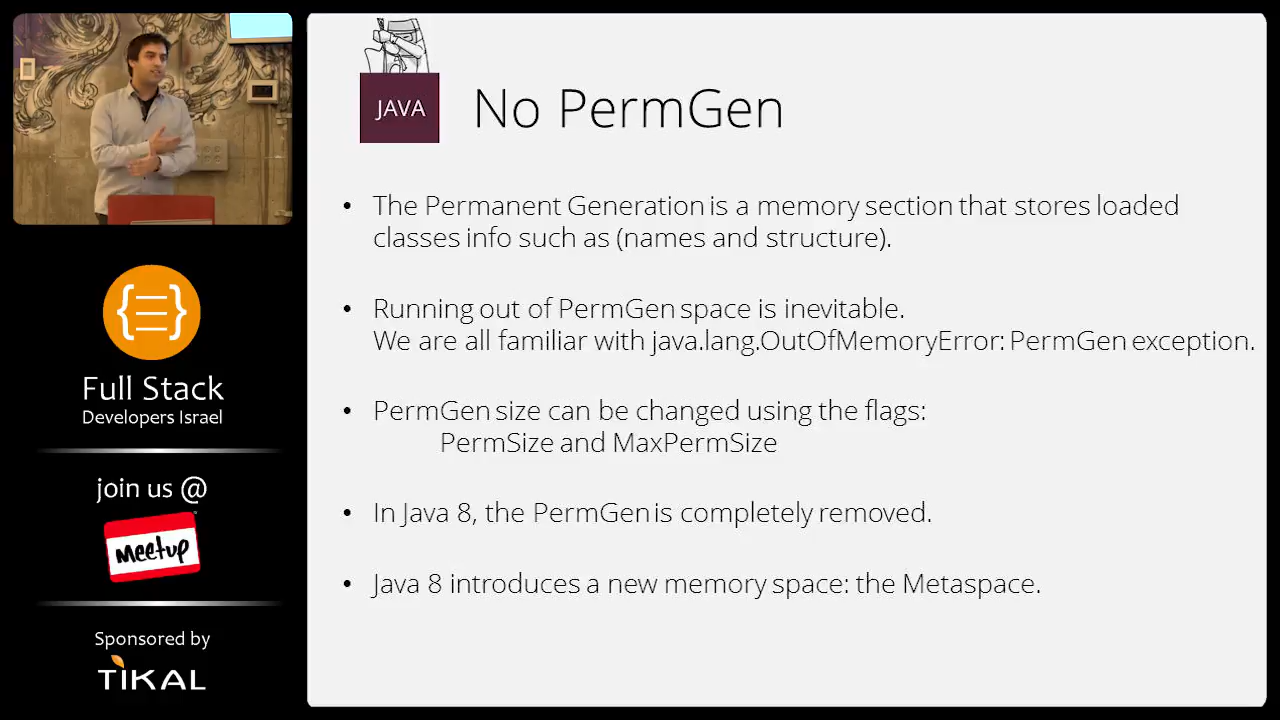 JAVA
No PermGen
• The Permanent Generation is a memory section that stores loaded
classes info such as (names and structure).
• Running out of PermGen space is inevitable.
We are all familiar with java.lang.OutOfMemoryError: PermGen exception.
• PermGen size can be changed using the flags:
PermSize and MaxPermSize
• In Java 8, the PermGen is completely removed.
• Java 8 introduces a new memory space: the Metaspace.
{ }
Full Stack
Developers Israel
join us @
Meetup
Sponsored by
TIKAL